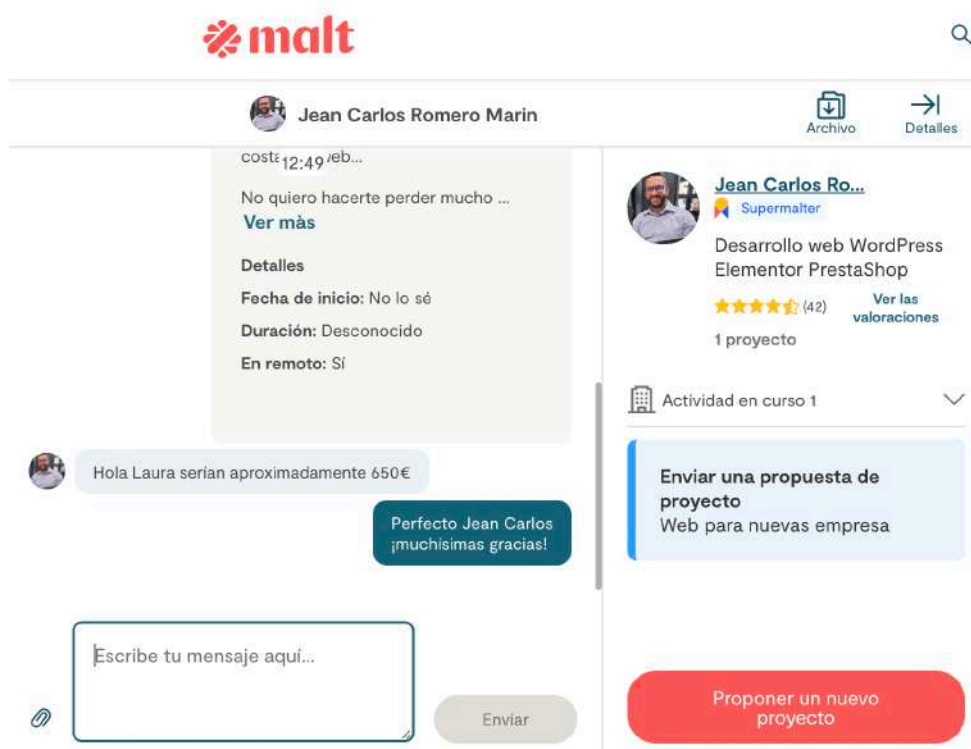 malt
Jean Carlos Romero Marin
Archivo
Detalles
12:49
No quiero hacerte perder mucho ...
Ver màs
Detalles
Fecha de inicio: No lo sé
Duración: Desconocido
En remoto: Sí
Hola Laura serían aproximadamente 650€
Perfecto Jean Carlos
¡muchisimas gracias!
Escribe tu mensaje aquí...
Enviar
Jean Carlos Ro...
Supermalter
Desarrollo web WordPress
Elementor PrestaShop
(42)
Ver las
valoraciones
1 proyecto
Actividad en curso 1
Enviar una propuesta de
proyecto
Web para nuevas empresa
Proponer un nuevo
proyecto